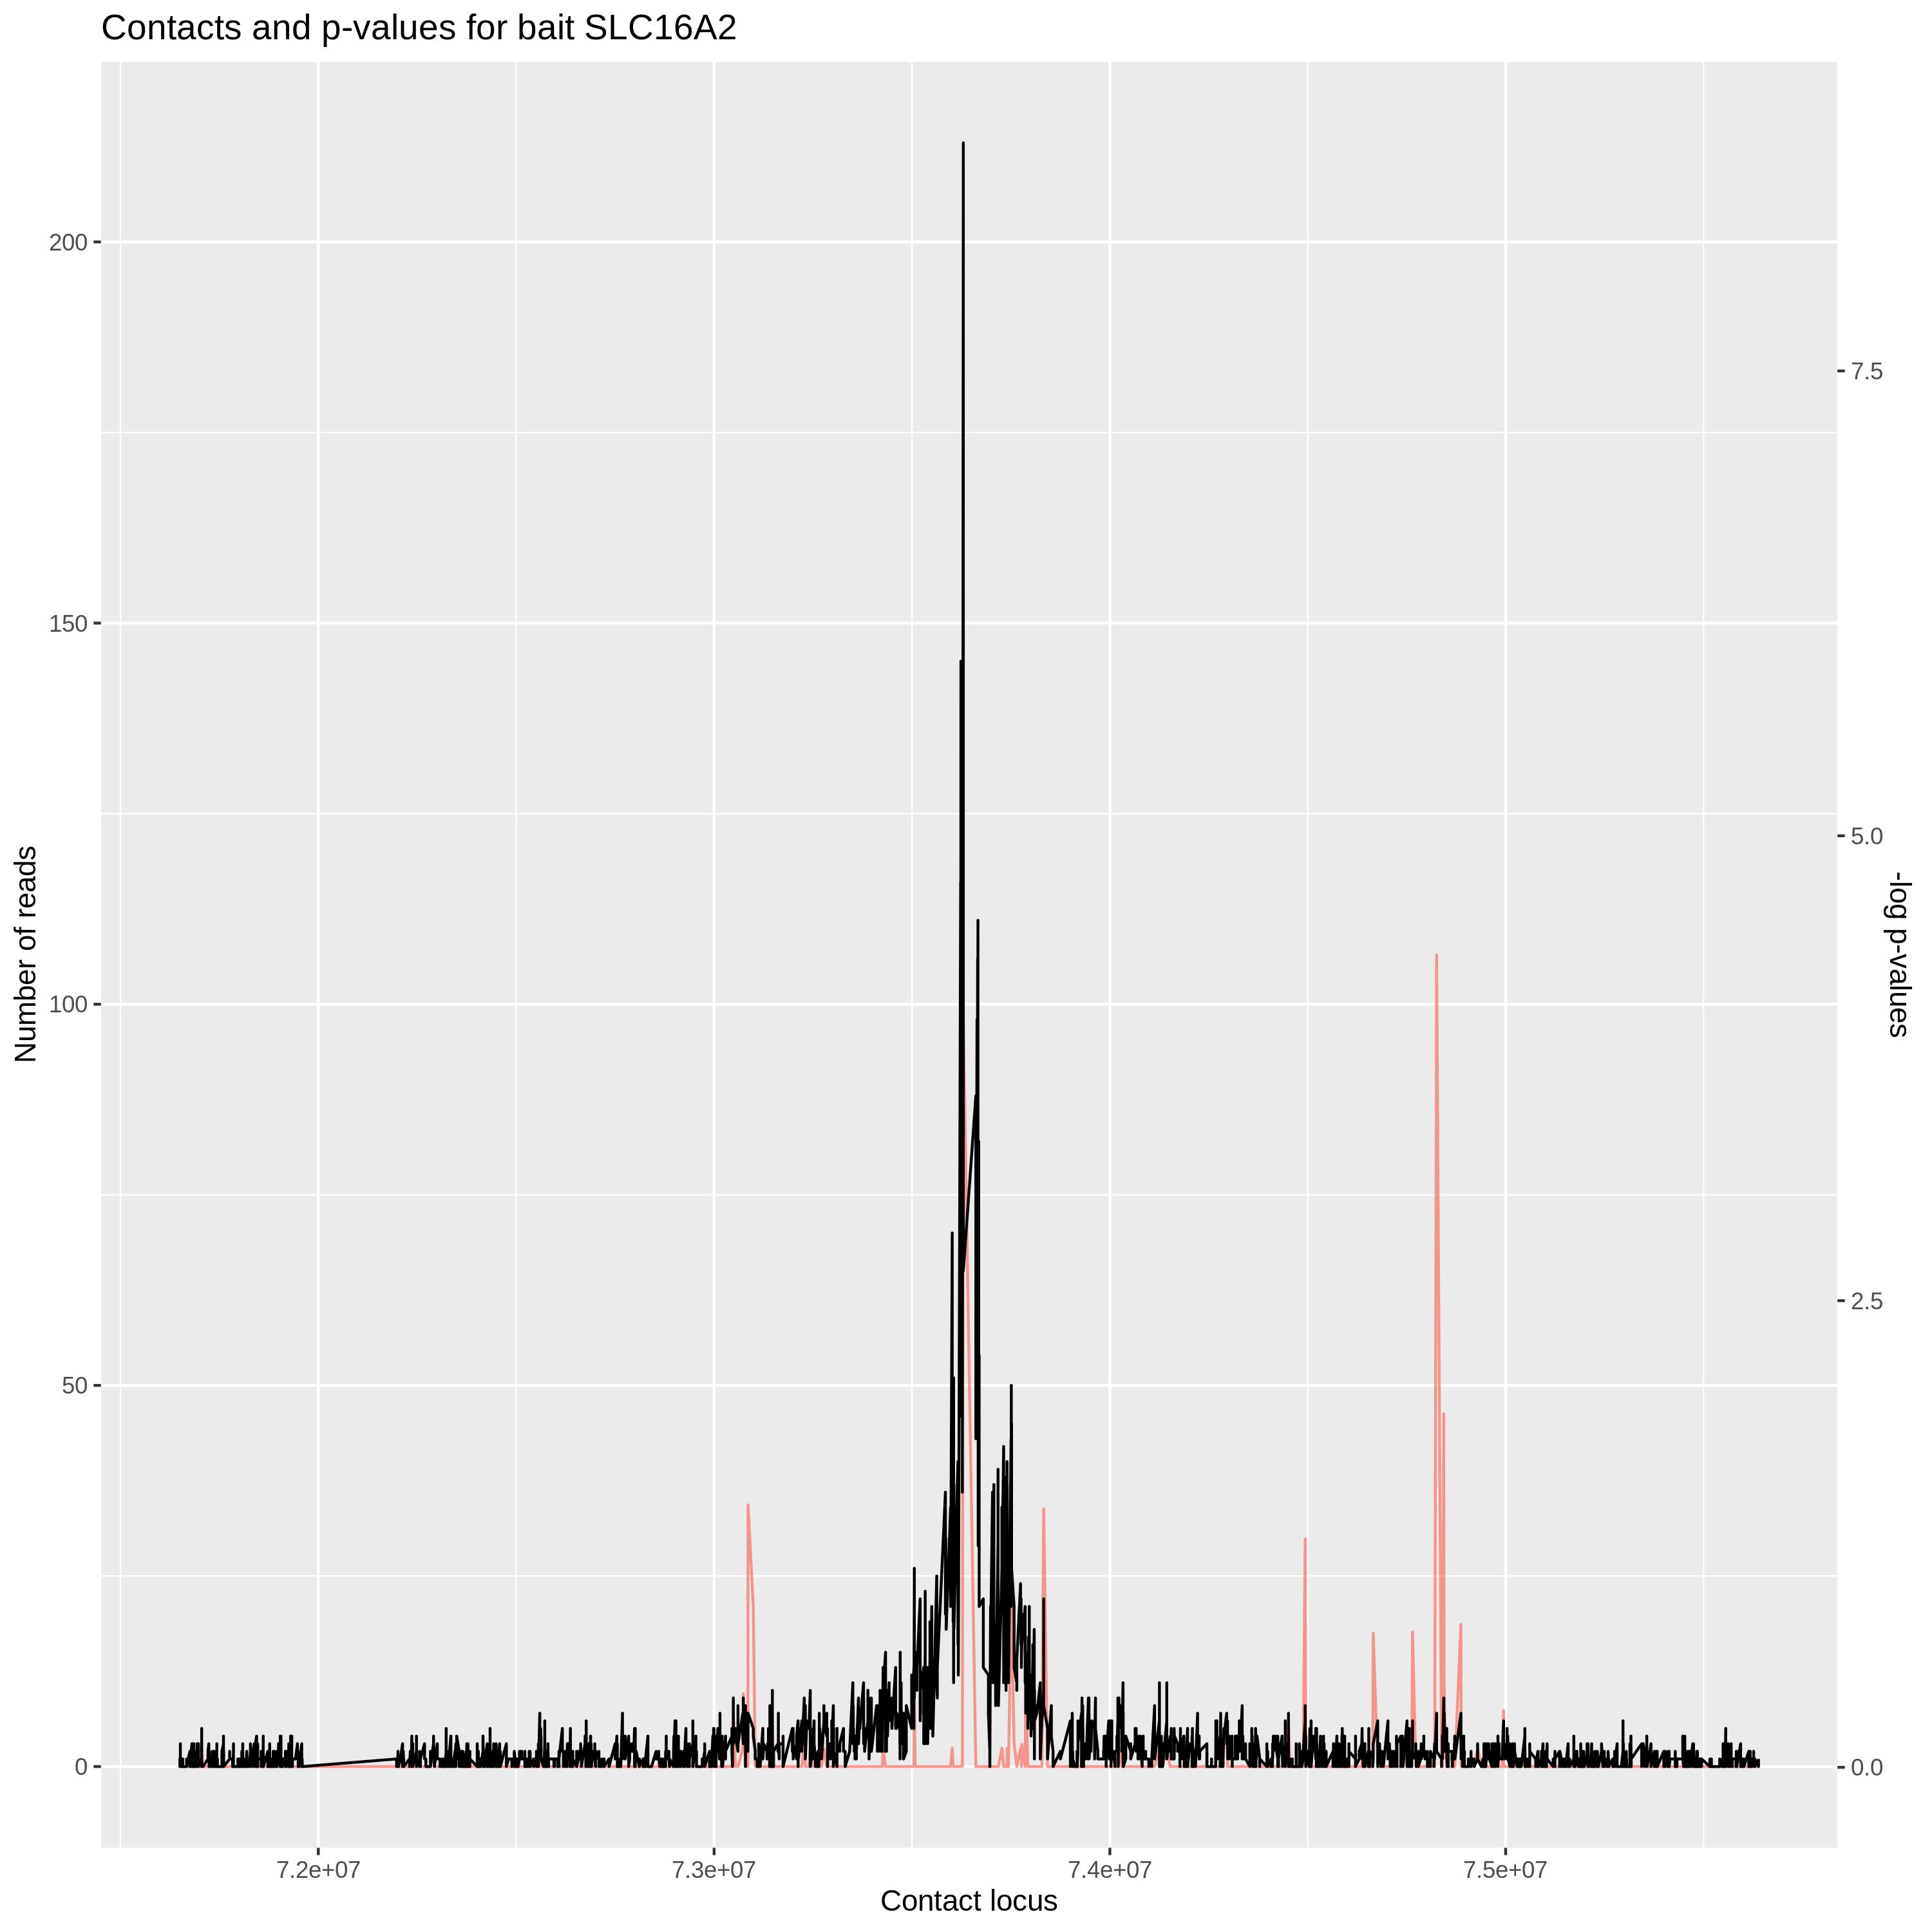 Contacts and p-values for bait SLC16A2
200
150
100
50
0
Number of reads
7.5
5.0
2.5
0.0
-log p-values
7.2e+07 7.3e+07 7.4e+07 7.5e+07
Contact locus